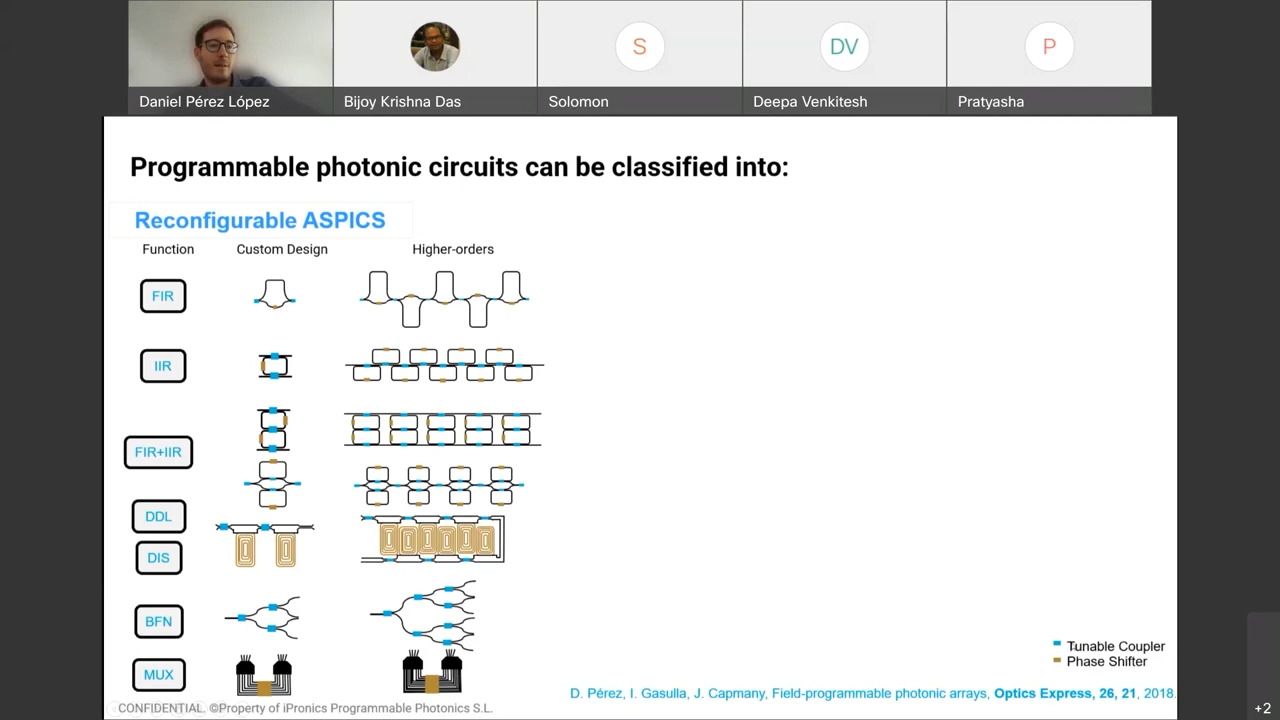 S
DV
P
Daniel Pérez López
Bijoy Krishna Das
Solomon
Deepa Venkitesh
Pratyasha
Programmable photonic circuits can be classified into:
Reconfigurable ASPICS
Function
Custom Design
Higher-orders
FIR
IIR
FIR+IIR
DDL
DIS
BFN
MUX
Tunable Coupler
Phase Shifter
D. Pérez, I. Gasulla, J. Capmany, Field-programmable photonic arrays, Optics Express, 26, 21, 2018.
CONFIDENTIAL. ©Property of iPronics Programmable Photonics S.L.
+2